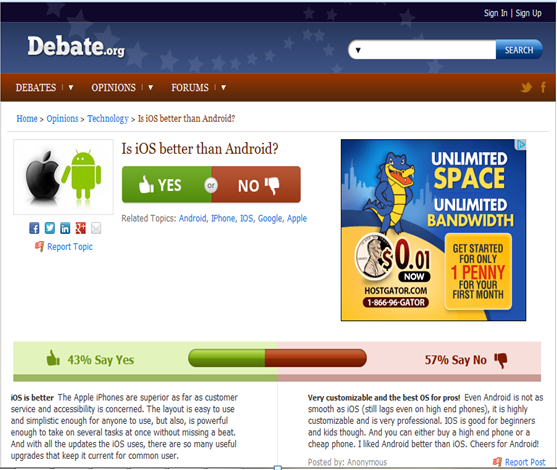 Sign In | Sign Up
Debate.org
SEARCH
DEBATES | ▼ OPINIONS | ▼ FORUMS | ▼
Home > Opinions > Technology > Is iOS better than Android?
Is iOS better than Android?
YES or NO
Related Topics: Android, IPhone, IOS, Google, Apple
Report Topic
UNLIMITED
SPACE
UNLIMITED
BANDWIDTH
$0.01
NOW
HOSTGATOR.COM
1-866-96-GATOR
GET STARTED
FOR ONLY
1 PENNY
FOR YOUR
FIRST MONTH
43% Say Yes
57% Say No
iOS is better The Apple iPhones are superior as far as customer
service and accessibility is concerned. The layout is easy to use
and simplistic enough for anyone to use, but also, is powerful
enough to take on several tasks at once without missing a beat.
And with all the updates the iOS uses, there are so many useful
upgrades that keep it current for common user.
Very customizable and the best OS for pros! Even Android is not as
smooth as iOS (still lags even on high end phones), it is highly
customizable and is very professional. IOS is good for beginners
and kids though. And you can either buy a high end phone or a
cheap phone. I liked Android better than iOS. Cheers for Android!
Posted by: Anonymous
Report Post